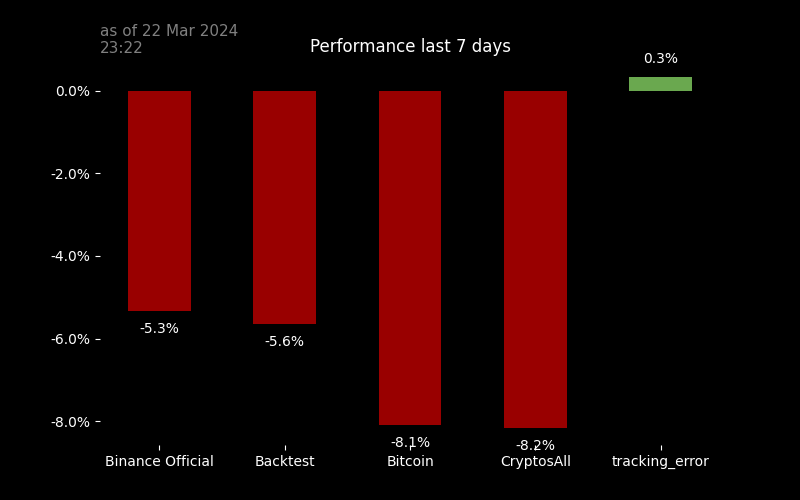 as of 22 Mar 2024
23:22
Performance last 7 days
0.3%
0.0%
-2.0%
-4.0%
-6.0%
-8.0%
-5.3%
-5.6%
-8.1%
-8.2%
Binance Official
Backtest
Bitcoin
CryptosAll
tracking_error